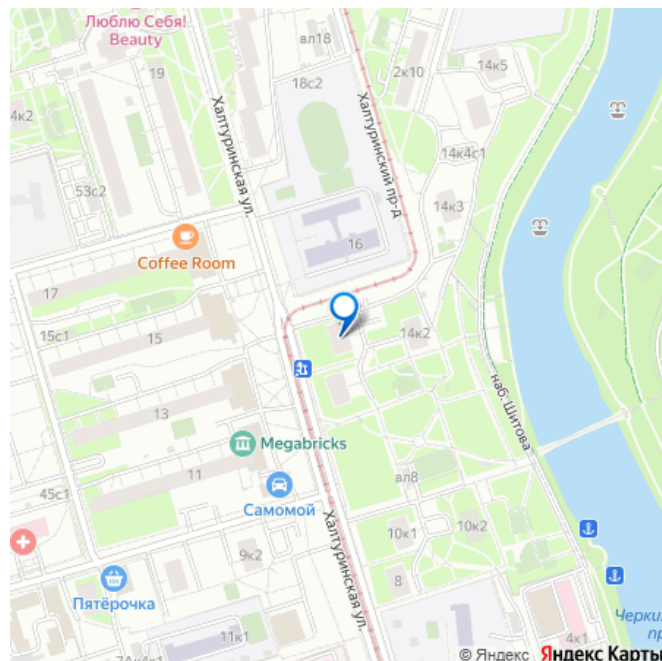 Люблю Себя!
Beauty
вл18
19
18с2
2к10
14к5
4к2
Халтуринская ул.
Халтуринский пр-д
14к4с1
53с2
14к3
16
Coffee Room
17
15с1
15
14к2
наб. Шитова
13
Megabricks
11
вл8
45с1
Самомой
Халтуринская ул.
10к1
10к2
9к2
8
Пятёрочка
11к1
4к1
© Яндекс Яндекс Карты